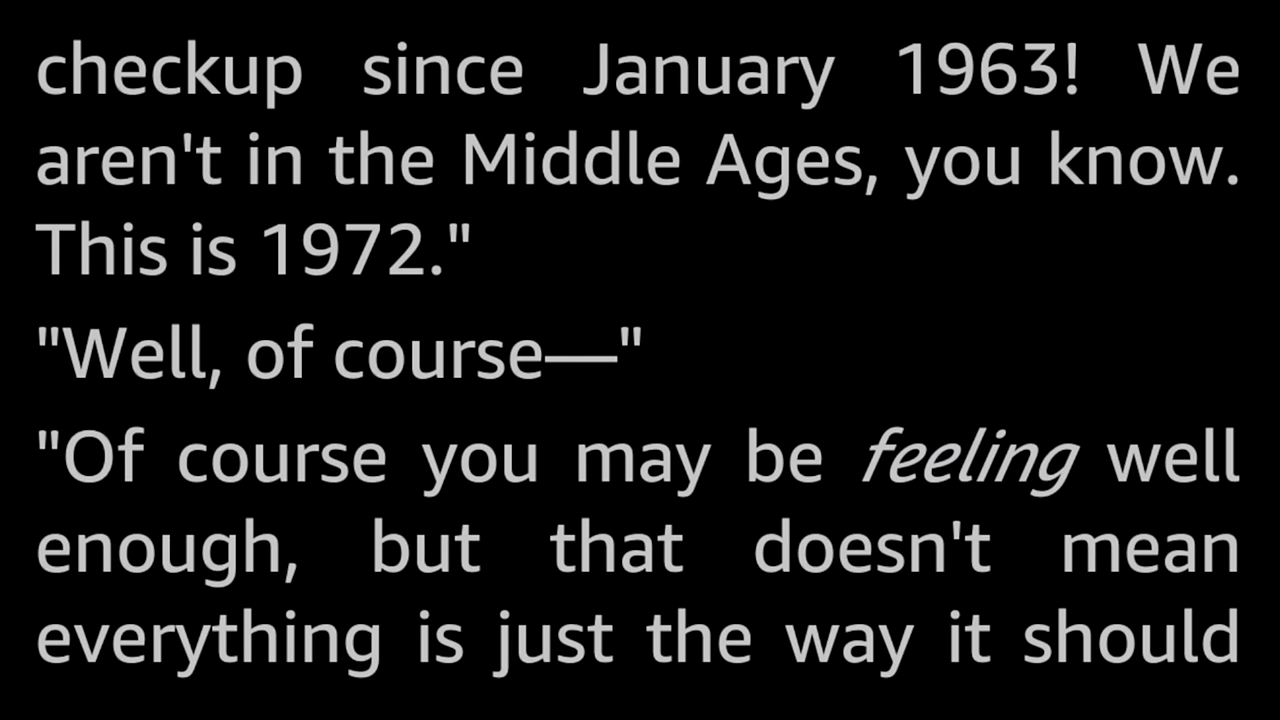 checkup since January 1963! We
aren't in the Middle Ages, you know.
This is 1972."
"Well, of course—"
"Of course you may be feeling well
enough, but that doesn't mean
everything is just the way it should